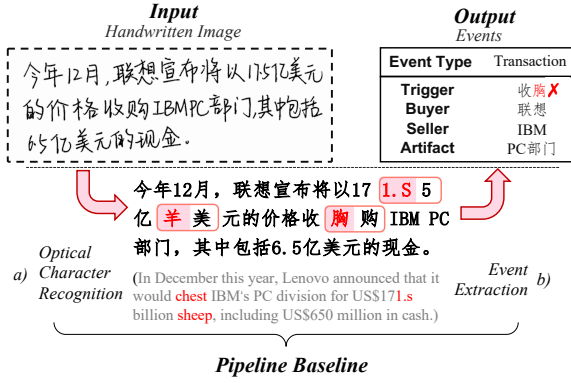 Input
Handwritten Image
Output
Events
今年12月,联想宣布将以17.5亿美元
的价格收购IBMPC部门,其中包括
6.5亿美元的现金。
Event Type Transaction
Trigger 收胸✗
Buyer 联想
Seller IBM
Artifact PC部门
今年12月，联想宣布将以17 1.S 5
亿 羊 美 元的价格收 胸 购 IBM PC
部门，其中包括6.5亿美元的现金。
a) Optical
Character
Recognition
(In December this year, Lenovo announced that it
would chest IBM's PC division for US$171.s
billion sheep, including US$650 million in cash.)
Event
Extraction b)
Pipeline Baseline